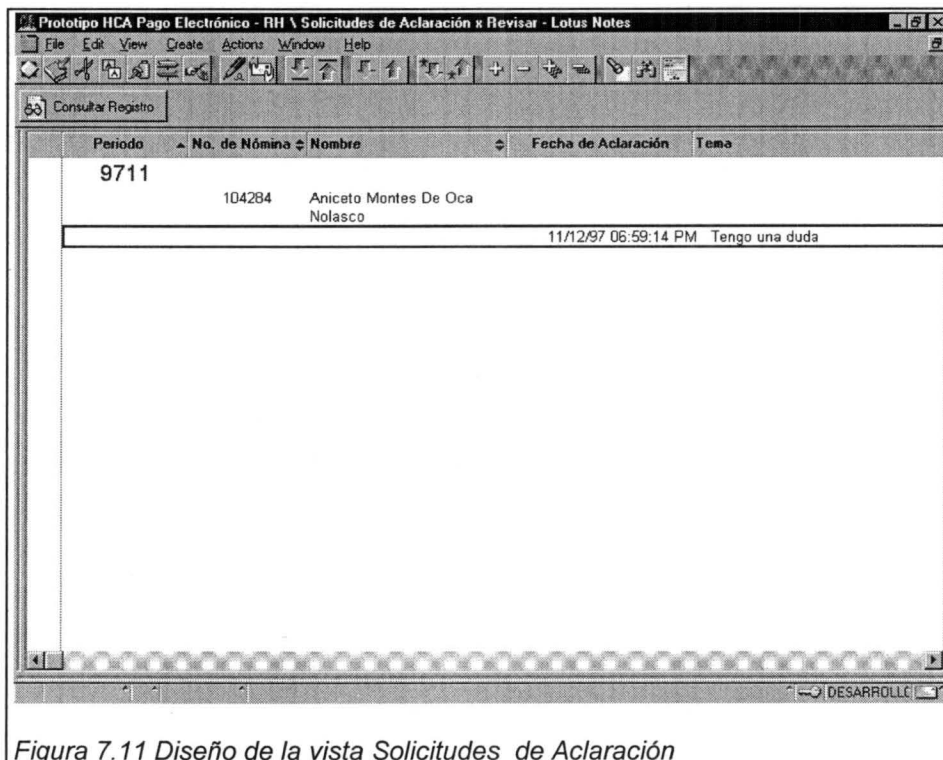 Prototipo HCA Pago Electrónico - RH \ Solicitudes de Aclaración x Revisar - Lotus Notes
File Edit View Create Actions Window Help
Consultar Registro
Periodo No. de Nómina Nombre Fecha de Aclaración Tema
9711
104284 Aniceto Montes De Oca
Nolasco
11/12/97 06:59:14 PM Tengo una duda
Figura 7.11 Diseño de la vista Solicitudes de Aclaración